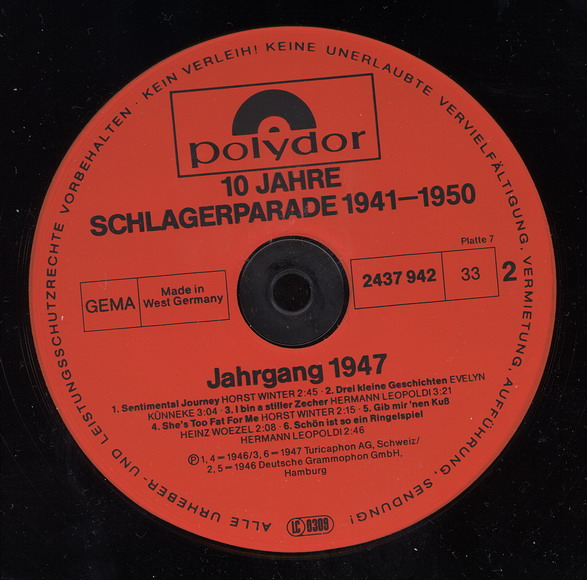 ALLE URHEBER- UND LEISTUNGSSCHUTZRECHTE VORBEHALTEN · KEIN VERLEIH! KEINE UNERLAUBTE VERVIELFÄLTIGUNG, VERMIETUNG, AUFFÜHRUNG, SENDUNG!
polydor
10 JAHRE
SCHLAGERPARADE 1941—1950
Platte 7
GEMA
Made in
West Germany
2437 942
33
2
Jahrgang 1947
1. Sentimental Journey HORST WINTER 2:45 · 2. Drei kleine Geschichten EVELYN
KÜNNEKE 3:04 · 3. I bin a stiller Zecher HERMANN LEOPOLDI 3:21
4. She's Too Fat For Me HORST WINTER 2:15 · 5. Gib mir 'nen Kuß
HEINZ WOEZEL 2:08 · 6. Schön ist so ein Ringelspiel
HERMANN LEOPOLDI 2:46
Ⓟ 1, 4 = 1946/3, 6 = 1947 Turicaphon AG, Schweiz/
2, 5 = 1946 Deutsche Grammophon GmbH,
Hamburg
LC 0309